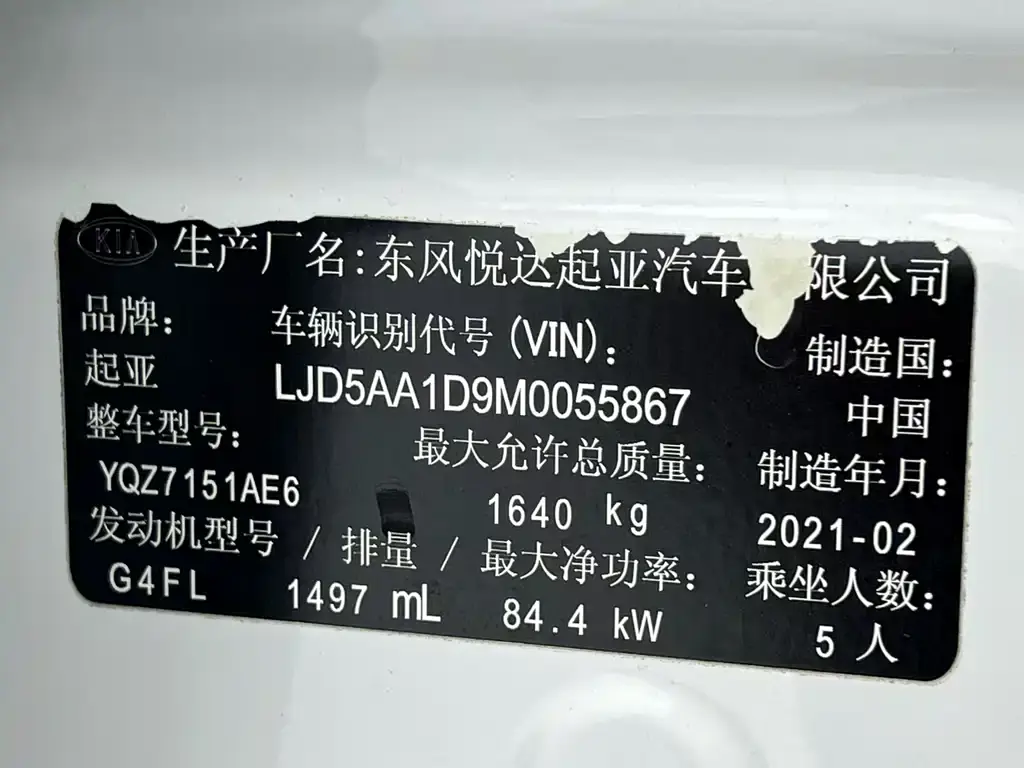 KIA 生产厂名:东风悦达起亚汽车 限公司
品牌: 车辆识别代号(VIN): 制造国:
起亚 LJD5AA1D9M0055867 中国
整车型号: 最大允许总质量: 制造年月:
YQZ7151AE6 1640 kg 2021-02
发动机型号 / 排量 / 最大净功率: 乘坐人数:
G4FL 1497 mL 84.4 kW 5人